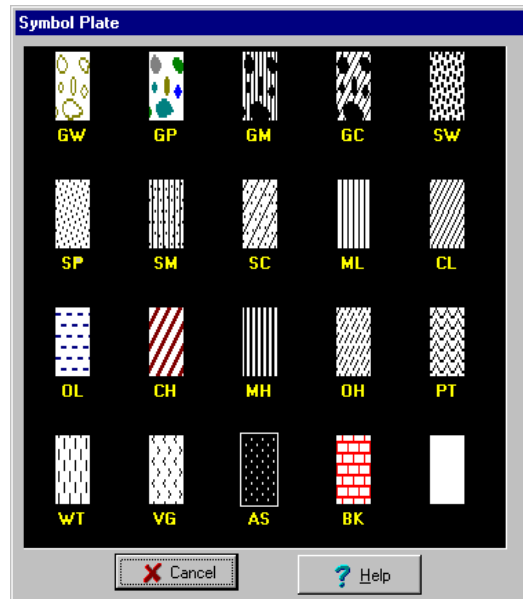 Symbol Plate
GW GP GM GC SW
SP SM SC ML CL
OL CH MH OH PT
WT VG AS BK
Cancel Help